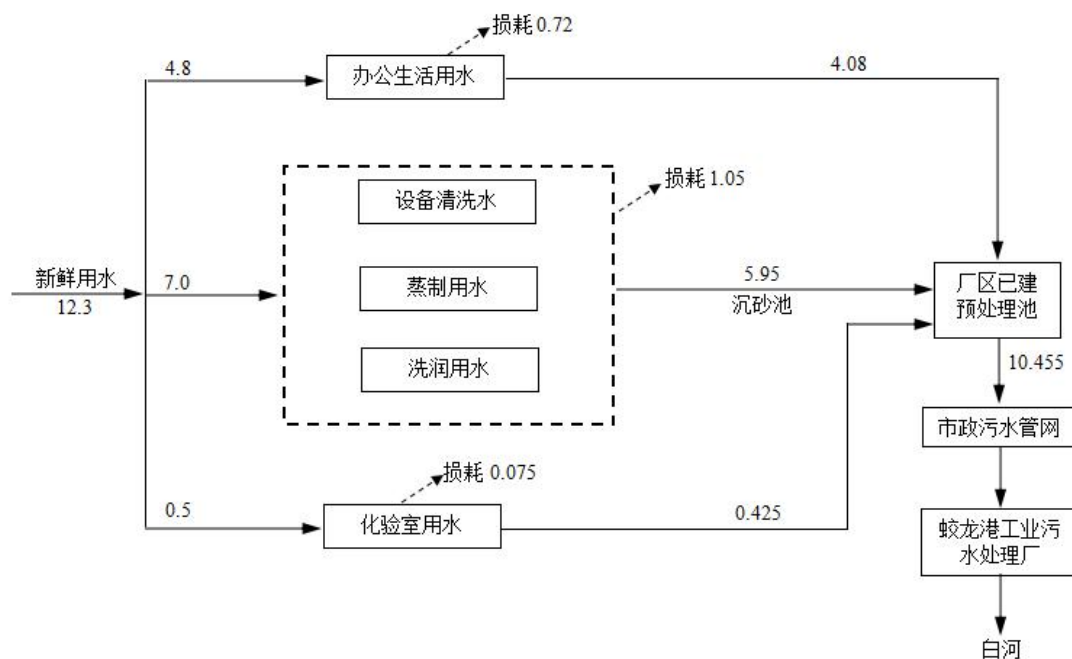 损耗 0.72
4.8
办公生活用水
4.08
损耗 1.05
设备清洗水
新鲜用水
12.3
7.0
蒸制用水
5.95
沉砂池
厂区已建
预处理池
洗润用水
10.455
市政污水管网
损耗 0.075
0.5
化验室用水
0.425
蛟龙港工业污
水处理厂
白河